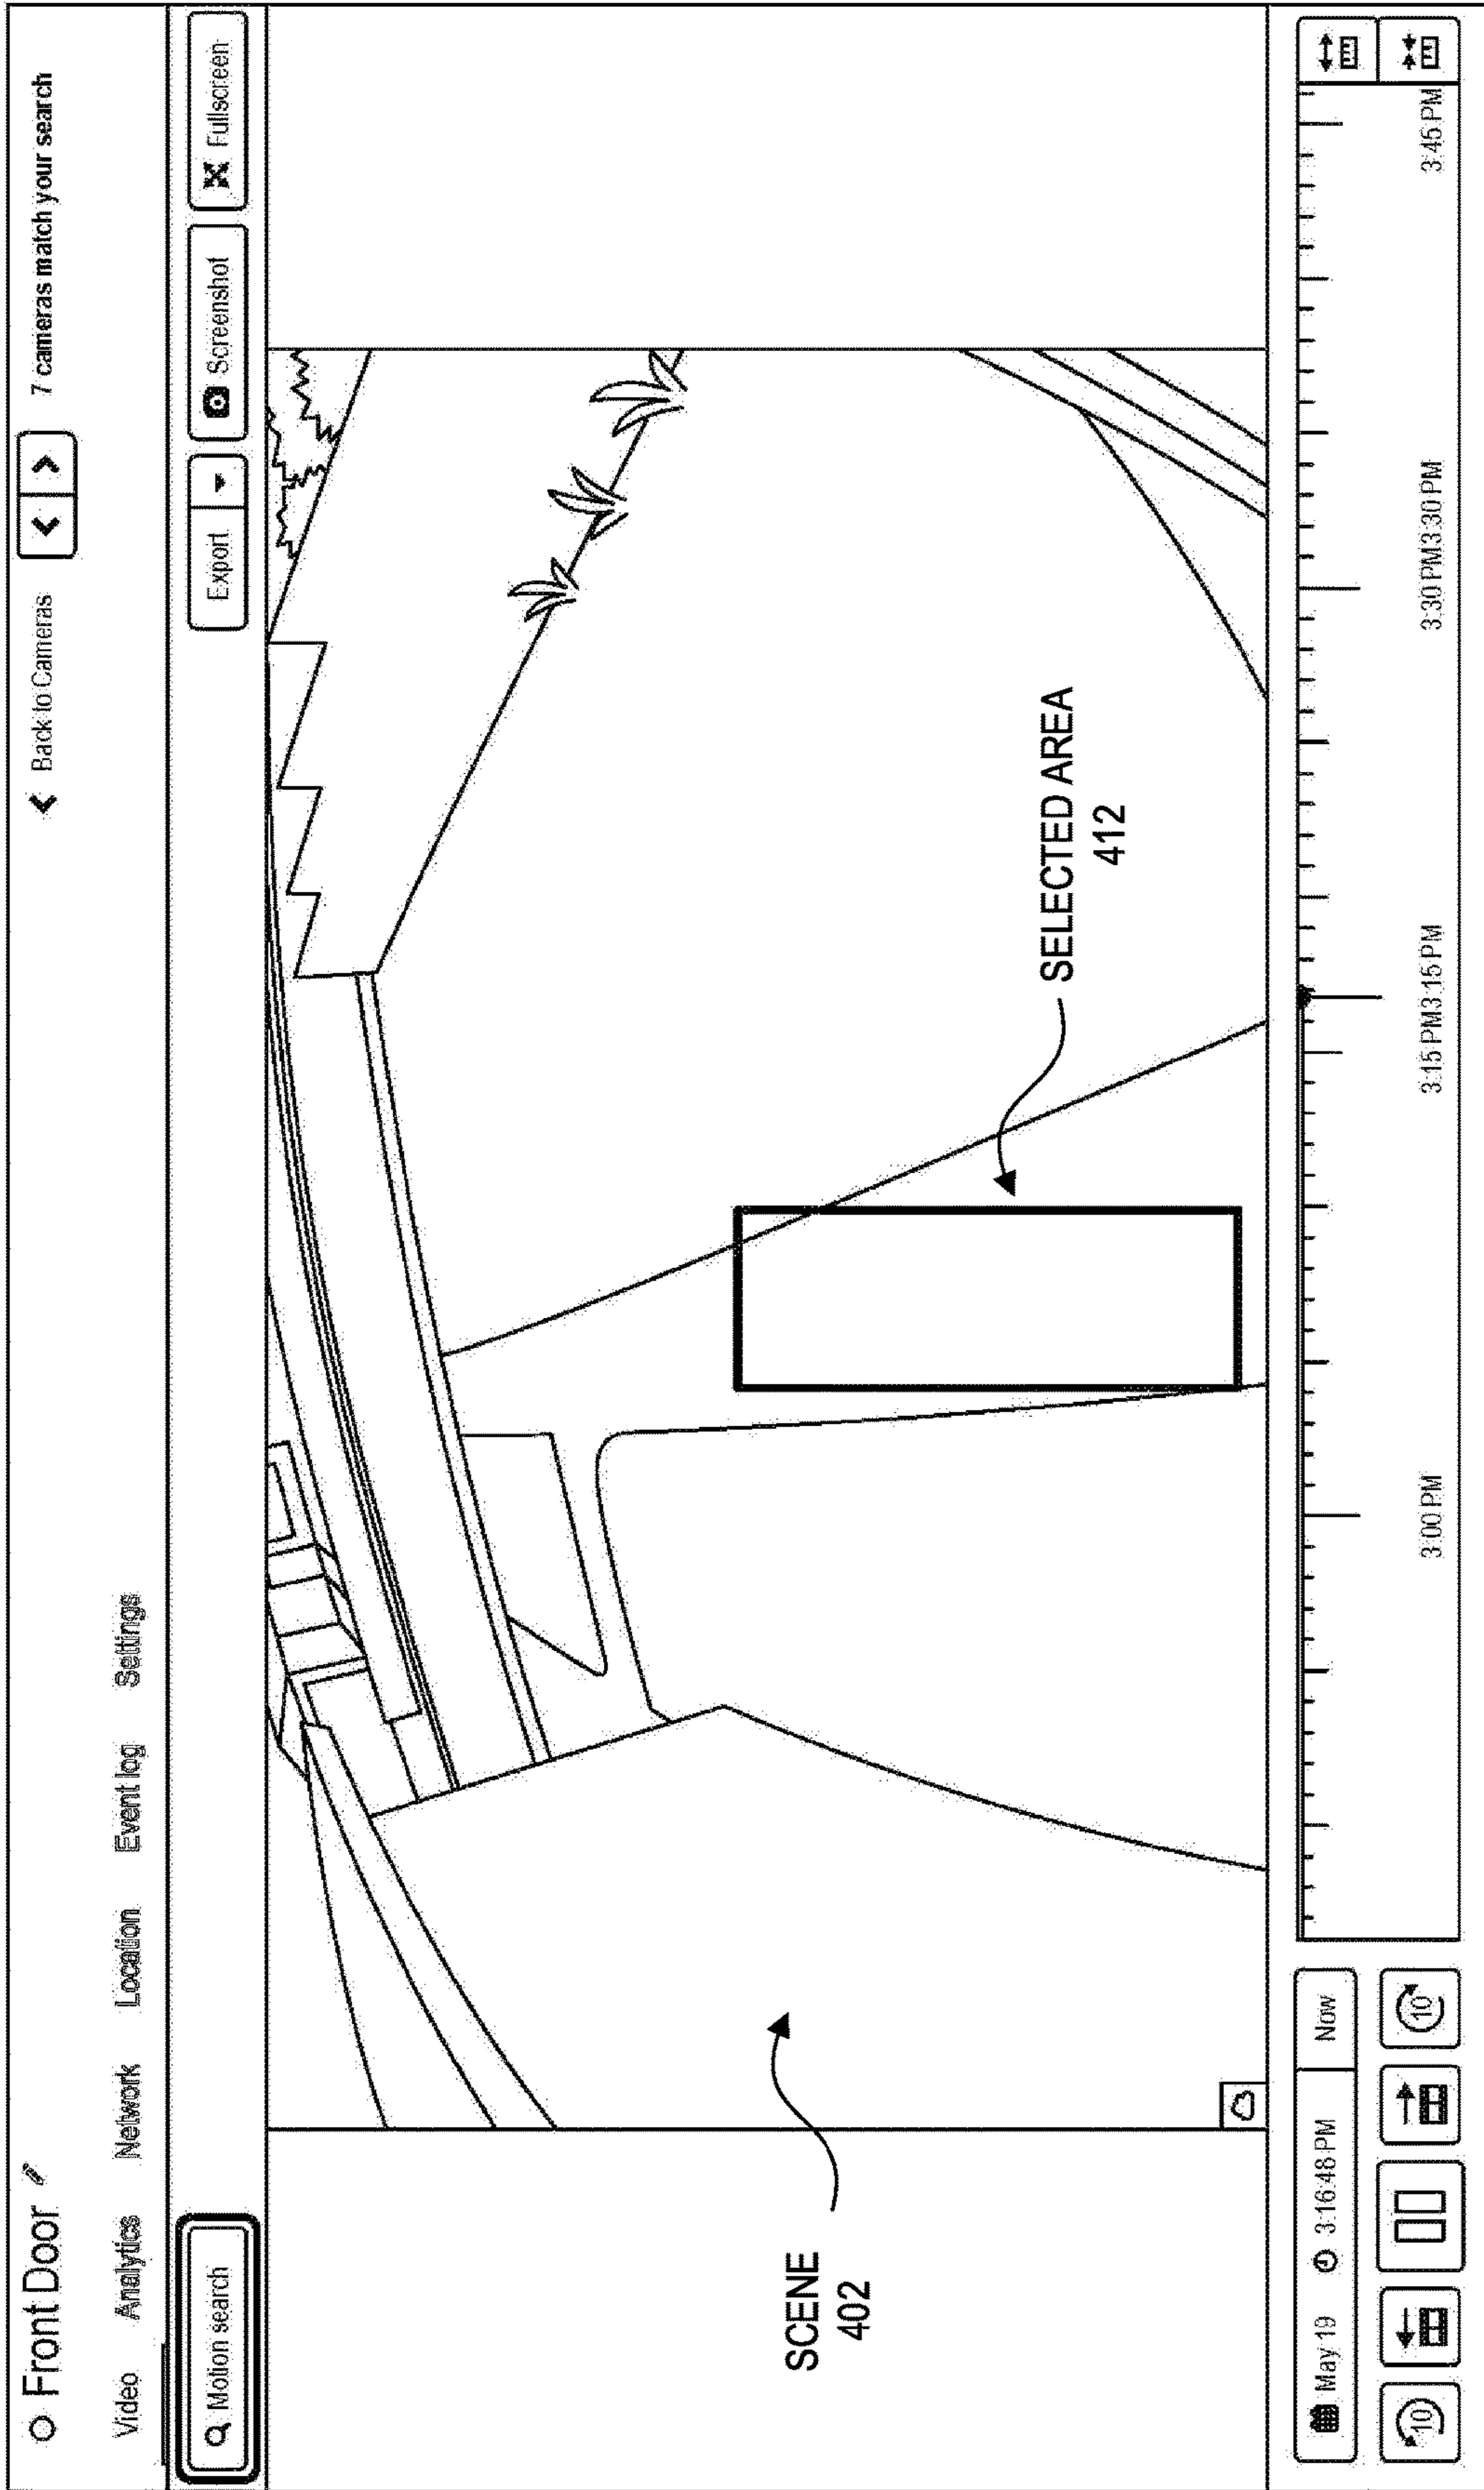 Front Door
Back to Cameras
7 cameras match your search
Video Analytics Network Location Event log Settings
Motion search
Export
Screenshot
Fullscreen
SCENE
402
SELECTED AREA
412
May 19 3:16:48 PM Now
10
10
3:00 PM 3:15 PM 3:15 PM 3:30 PM 3:30 PM 3:45 PM